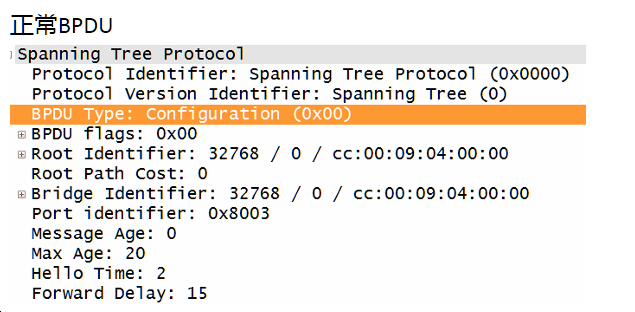 正常BPDU
Spanning Tree Protocol
Protocol Identifier: Spanning Tree Protocol (0x0000)
Protocol Version Identifier: Spanning Tree (0)
BPDU Type: Configuration (0x00)
BPDU flags: 0x00
Root Identifier: 32768 / 0 / cc:00:09:04:00:00
Root Path Cost: 0
Bridge Identifier: 32768 / 0 / cc:00:09:04:00:00
Port identifier: 0x8003
Message Age: 0
Max Age: 20
Hello Time: 2
Forward Delay: 15